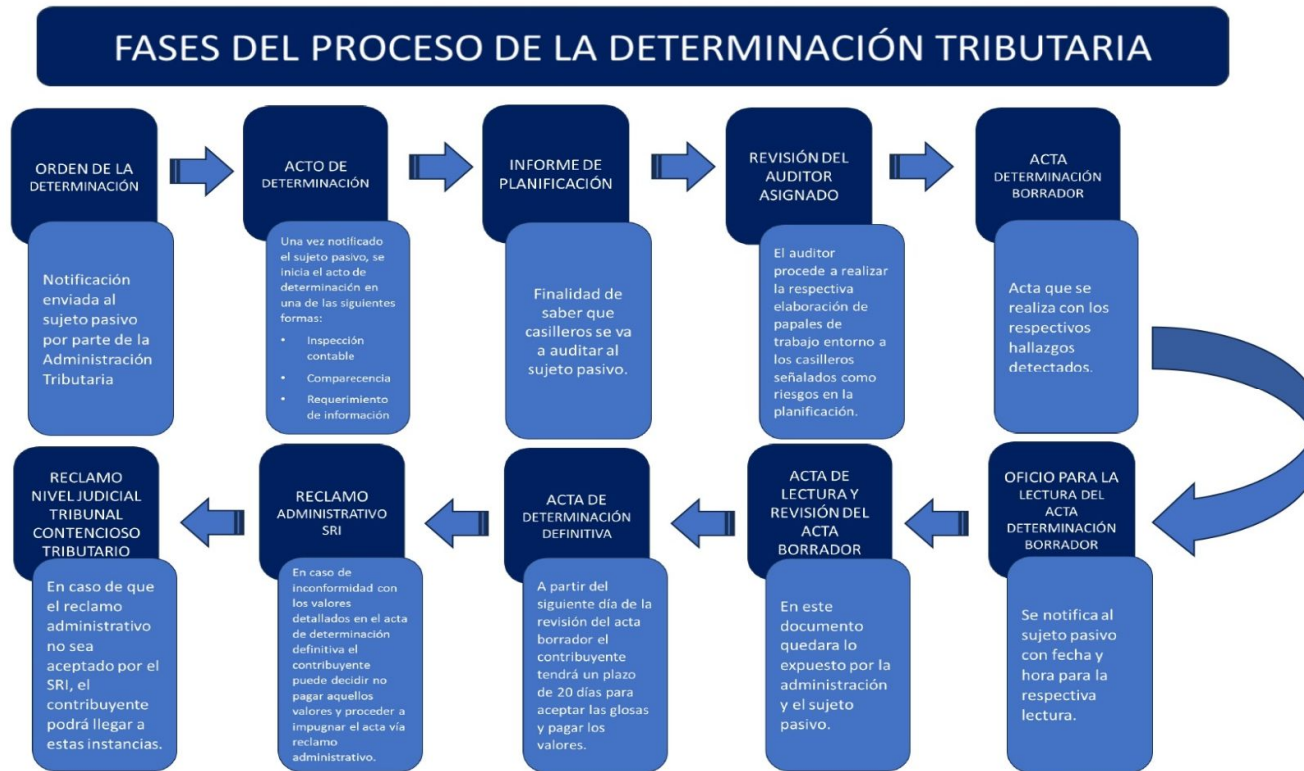 FASES DEL PROCESO DE LA DETERMINACIÓN TRIBUTARIA
ORDEN DE LA
DETERMINACIÓN
Notificación
enviada al
sujeto pasivo
por parte de la
Administración
Tributaria
ACTO DE
DETERMINACIÓN
Una vez notificado
el sujeto pasivo, se
inicia el acto de
determinación en
una de las siguientes
formas:
• Inspección
contable
• Comparecencia
• Requerimiento
de información
INFORME DE
PLANIFICACIÓN
Finalidad de
saber que
casilleros se va
a auditar al
sujeto pasivo.
REVISIÓN DEL
AUDITOR
ASIGNADO
El auditor
procede a realizar
la respectiva
elaboración de
papales de
trabajo entorno a
los casilleros
señalados como
riesgos en la
planificación.
ACTA
DETERMINACIÓN
BORRADOR
Acta que se
realiza con los
respectivos
hallazgos
detectados.
OFICIO PARA LA
LECTURA DEL
ACTA
DETERMINACIÓN
BORRADOR
Se notifica al
sujeto pasivo
con fecha y
hora para la
respectiva
lectura.
ACTA DE
LECTURA Y
REVISIÓN DEL
ACTA
BORRADOR
En este
documento
quedara lo
expuesto por la
administración
y el sujeto
pasivo.
ACTA DE
DETERMINACIÓN
DEFINITIVA
A partir del
siguiente día de la
revisión del acta
borrador el
contribuyente
tendrá un plazo
de 20 días para
aceptar las glosas
y pagar los
valores.
RECLAMO
ADMINISTRATIVO
SRI
En caso de
inconformidad con
los valores
detallados en el acta
de determinación
definitiva el
contribuyente
puede decidir no
pagar aquellos
valores y proceder a
impugnar el acta vía
reclamo
administrativo.
RECLAMO
NIVEL JUDICIAL
TRIBUNAL
CONTENCIOSO
TRIBUTARIO
En caso de que
el reclamo
administrativo
no sea
aceptado por el
SRI, el
contribuyente
podrá llegar a
estas instancias.